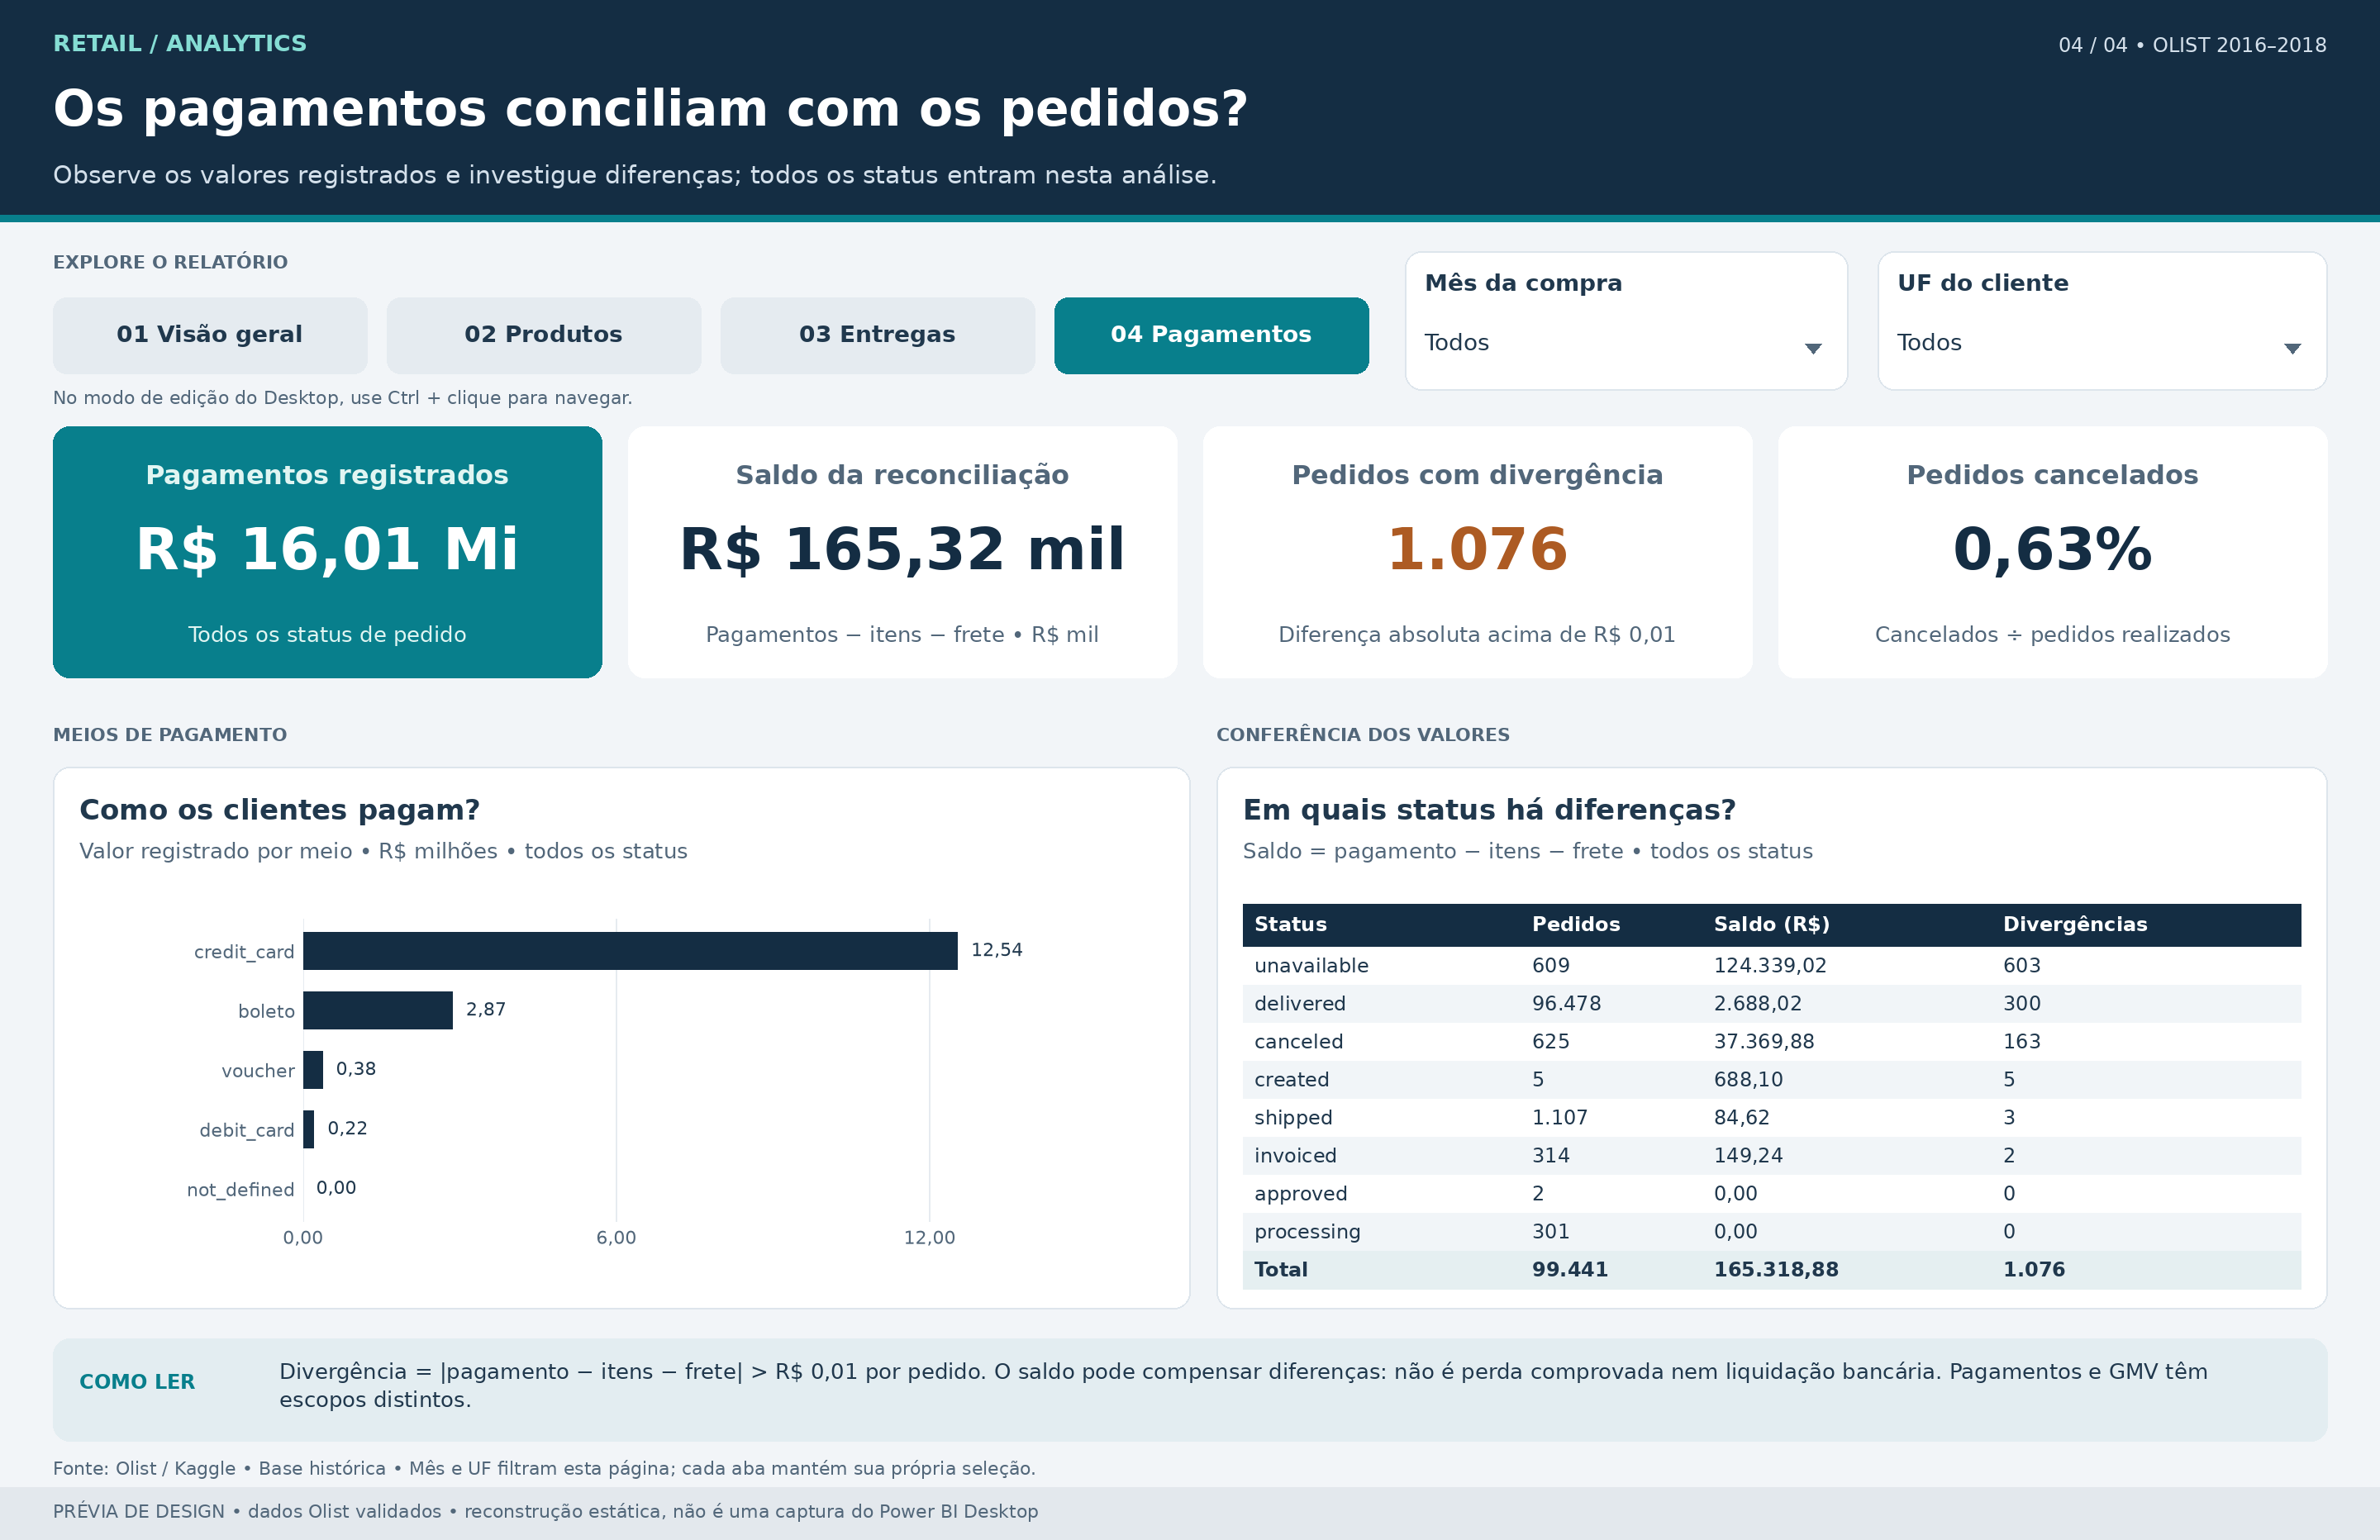 RETAIL / ANALYTICS
04 / 04 • OLIST 2016–2018
Os pagamentos conciliam com os pedidos?
Observe os valores registrados e investigue diferenças; todos os status entram nesta análise.
EXPLORE O RELATÓRIO
01 Visão geral
02 Produtos
03 Entregas
04 Pagamentos
No modo de edição do Desktop, use Ctrl + clique para navegar.
Mês da compra
Todos
UF do cliente
Todos
Pagamentos registrados
R$ 16,01 Mi
Todos os status de pedido
Saldo da reconciliação
R$ 165,32 mil
Pagamentos − itens − frete • R$ mil
Pedidos com divergência
1.076
Diferença absoluta acima de R$ 0,01
Pedidos cancelados
0,63%
Cancelados ÷ pedidos realizados
MEIOS DE PAGAMENTO
Como os clientes pagam?
Valor registrado por meio • R$ milhões • todos os status
credit_card 12,54
boleto 2,87
voucher 0,38
debit_card 0,22
not_defined 0,00
0,00 6,00 12,00
CONFERÊNCIA DOS VALORES
Em quais status há diferenças?
Saldo = pagamento − itens − frete • todos os status
Status Pedidos Saldo (R$) Divergências
unavailable 609 124.339,02 603
delivered 96.478 2.688,02 300
canceled 625 37.369,88 163
created 5 688,10 5
shipped 1.107 84,62 3
invoiced 314 149,24 2
approved 2 0,00 0
processing 301 0,00 0
Total 99.441 165.318,88 1.076
COMO LER
Divergência = |pagamento − itens − frete| > R$ 0,01 por pedido. O saldo pode compensar diferenças: não é perda comprovada nem liquidação bancária. Pagamentos e GMV têm
escopos distintos.
Fonte: Olist / Kaggle • Base histórica • Mês e UF filtram esta página; cada aba mantém sua própria seleção.
PRÉVIA DE DESIGN • dados Olist validados • reconstrução estática, não é uma captura do Power BI Desktop